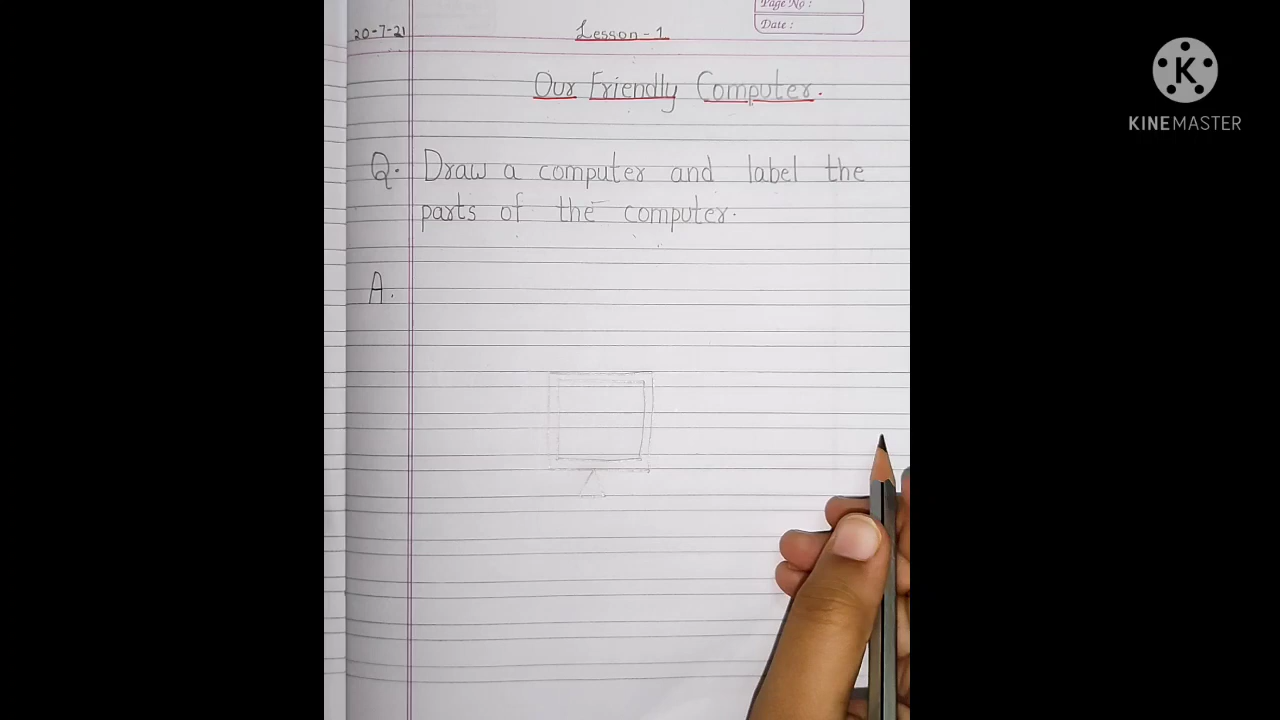 Page No :
Date :
20-7-21
Lesson - 1
Our Friendly Computer.
Q. Draw a computer and label the
parts of the computer.
A.
K
KINEMASTER